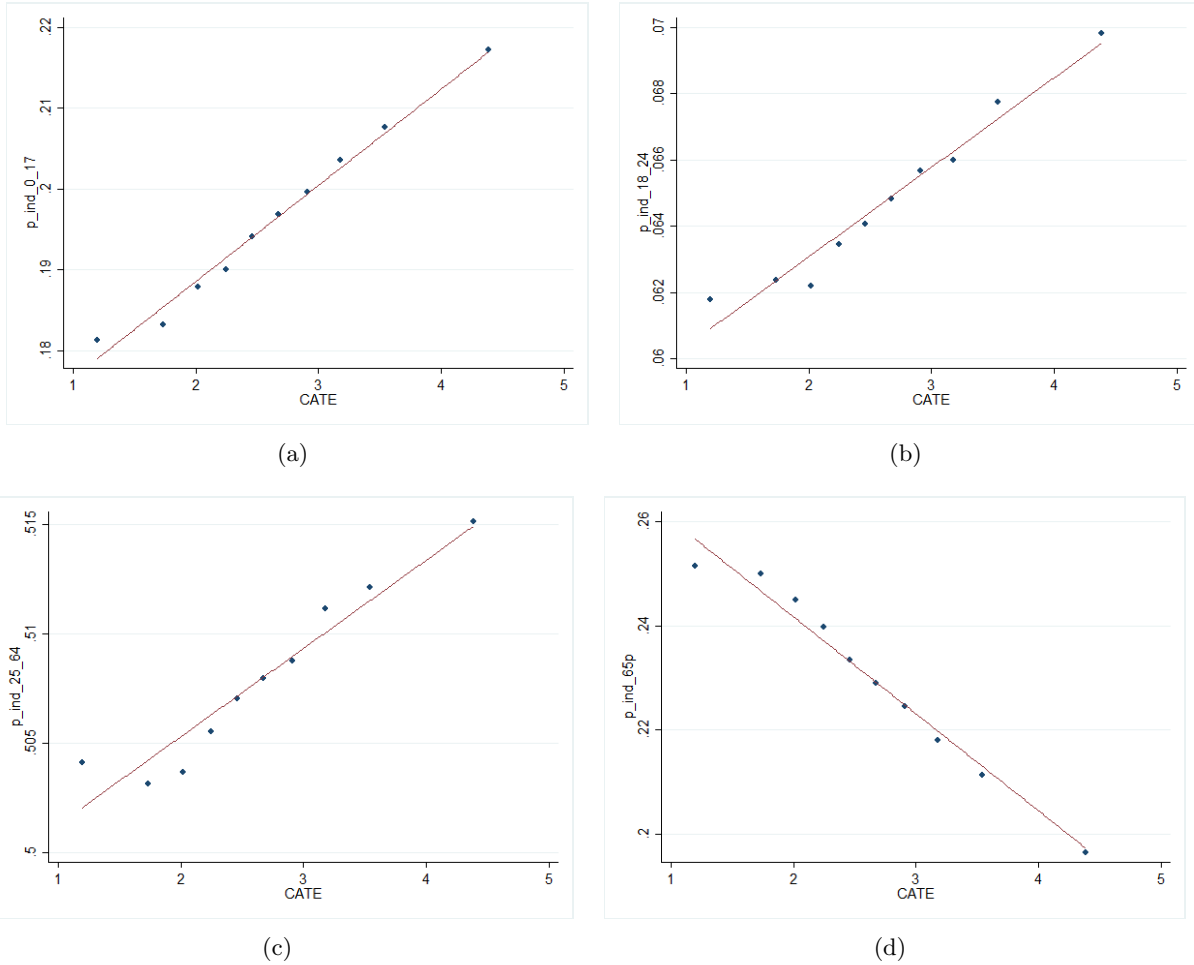 p_ind_0_17
.22
.21
.2
.19
.18
1 2 3 4 5
CATE
(a)
p_ind_18_24
.07
.068
.066
.064
.062
.06
1 2 3 4 5
CATE
(b)
p_ind_25_64
.515
.51
.505
.5
1 2 3 4 5
CATE
(c)
p_ind_65p
.26
.24
.22
.2
1 2 3 4 5
CATE
(d)